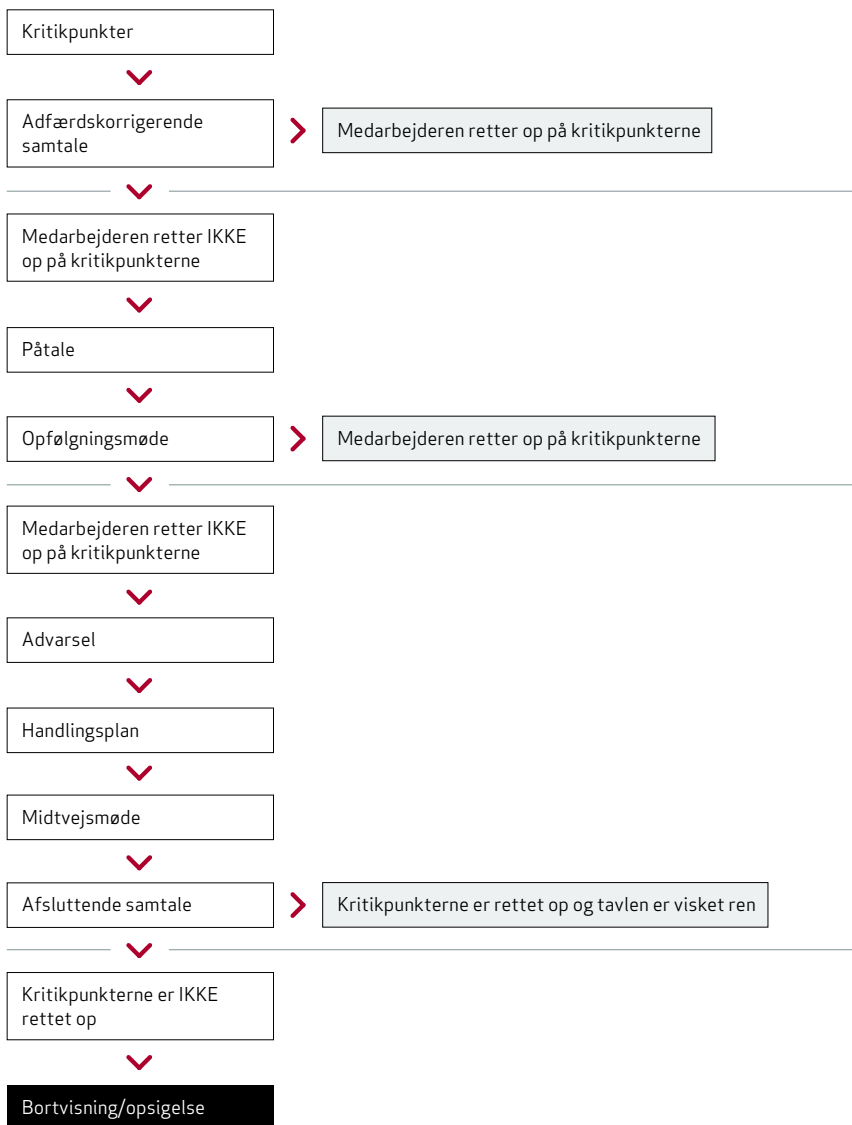 Kritikpunkter
Adfærdskorrigerende
samtale
Medarbejderen retter op på kritikpunkterne
Medarbejderen retter IKKE
op på kritikpunkterne
Påtale
Opfølgningsmøde
Medarbejderen retter op på kritikpunkterne
Medarbejderen retter IKKE
op på kritikpunkterne
Advarsel
Handlingsplan
Midtvejsmøde
Afsluttende samtale
Kritikpunkterne er rettet op og tavlen er visket ren
Kritikpunkterne er IKKE
rettet op
Bortvisning/opsigelse